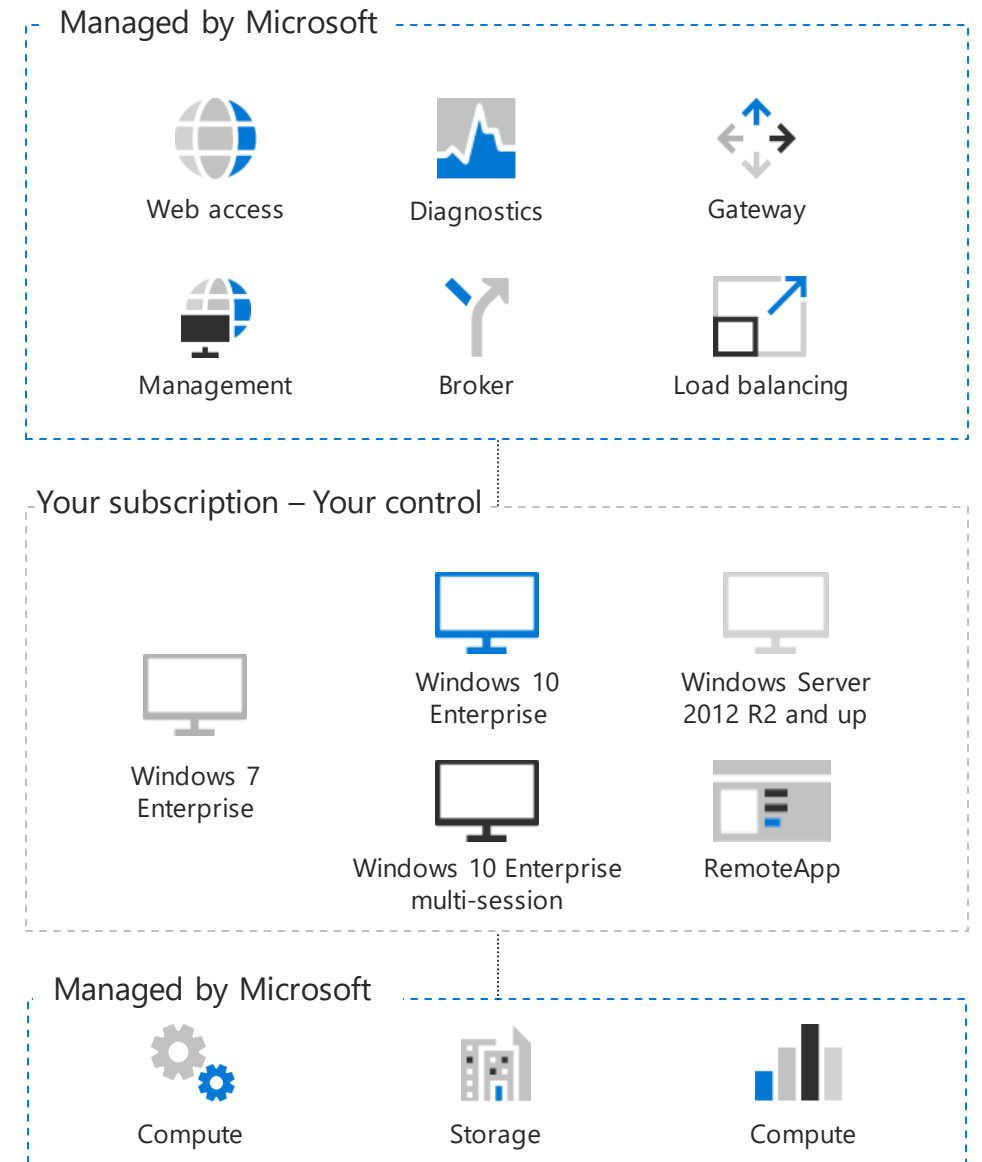 Managed by Microsoft
Web access
Diagnostics
Gateway
Management
Broker
Load balancing
Your subscription – Your control
Windows 7
Enterprise
Windows 10
Enterprise
Windows Server
2012 R2 and up
Windows 10 Enterprise
multi-session
RemoteApp
Managed by Microsoft
Compute
Storage
Compute